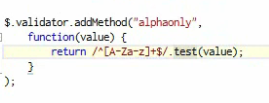 $.validator.addMethod("alphaonly",
function(value) {
return /^[A-Za-z]+$/.test(value);
}
);